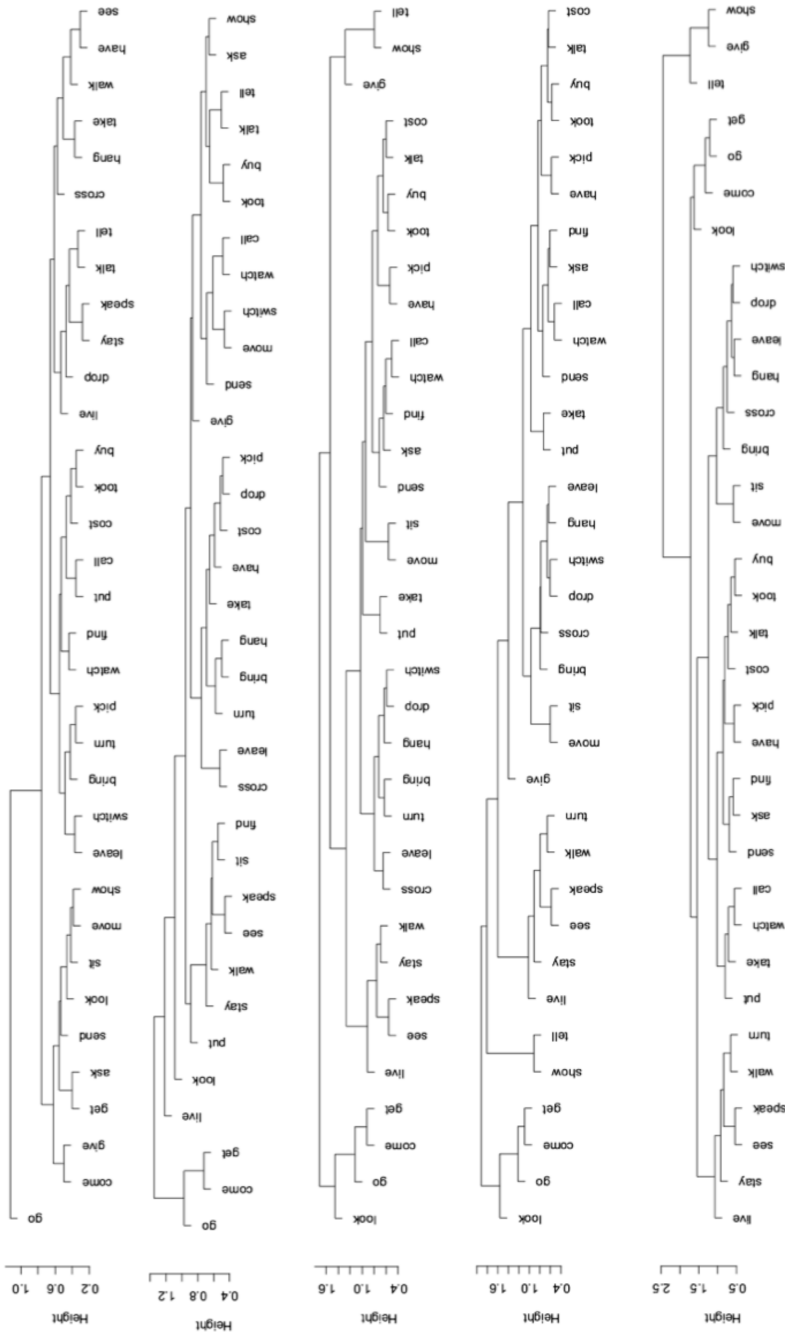 see
have
walk
take
hang
cross
tell
talk
speak
stay
drop
live
buy
took
cost
call
put
find
watch
pick
turn
bring
switch
leave
show
move
sit
look
send
ask
get
give
come
go
0.2
0.6
1.0
Height
show
ask
tell
talk
buy
took
call
watch
switch
move
send
give
pick
drop
cost
have
take
hang
bring
turn
leave
cross
find
sit
speak
see
walk
stay
put
look
live
get
come
go
0.4
0.8
1.2
Height
tell
show
give
cost
talk
buy
took
pick
have
call
watch
find
ask
send
sit
move
take
put
switch
drop
hang
bring
turn
leave
cross
walk
stay
speak
see
live
get
come
go
look
0.4
1.0
1.6
Height
cost
talk
buy
took
pick
have
find
ask
call
watch
send
take
put
leave
hang
switch
drop
cross
bring
sit
move
give
turn
walk
speak
see
stay
live
tell
show
get
come
go
look
0.4
1.0
1.6
Height
show
give
tell
get
go
come
look
switch
drop
leave
hang
cross
bring
sit
move
buy
took
talk
cost
pick
have
find
ask
send
call
watch
take
put
turn
walk
speak
see
stay
live
0.5
1.5
2.5
Height